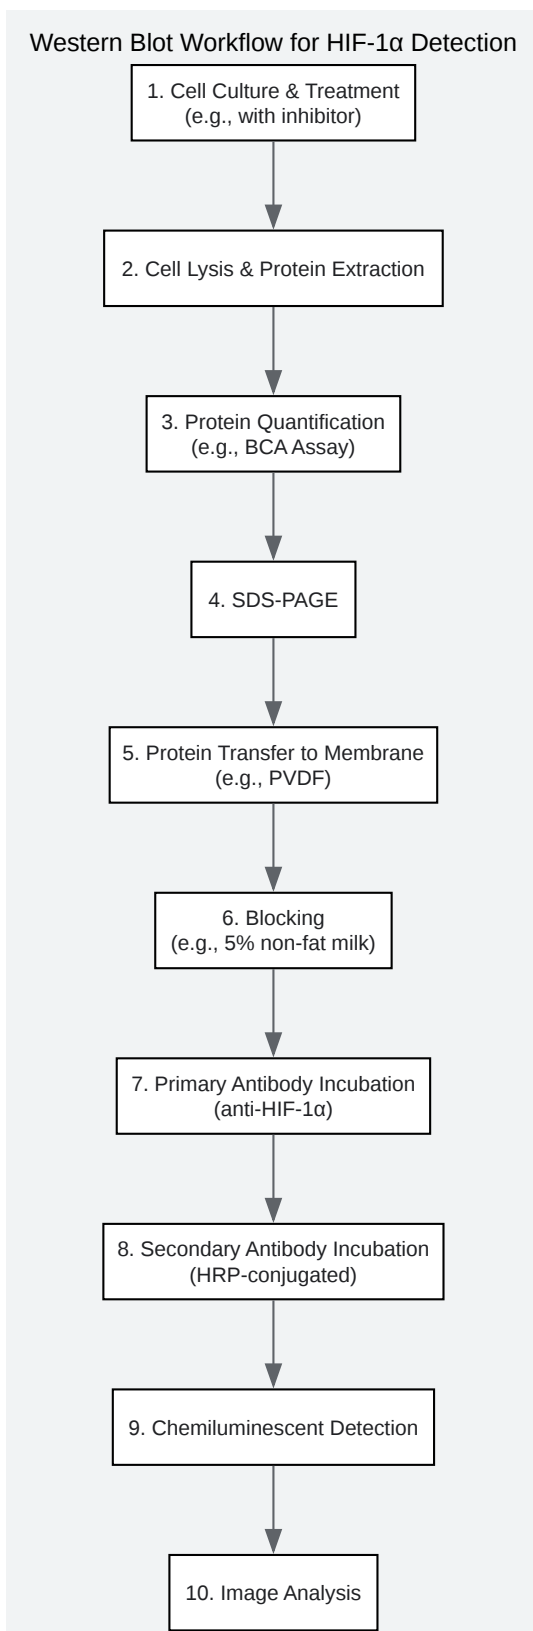 Western Blot Workflow for HIF-1α Detection
1. Cell Culture & Treatment
(e.g., with inhibitor)
2. Cell Lysis & Protein Extraction
3. Protein Quantification
(e.g., BCA Assay)
4. SDS-PAGE
5. Protein Transfer to Membrane
(e.g., PVDF)
6. Blocking
(e.g., 5% non-fat milk)
7. Primary Antibody Incubation
(anti-HIF-1α)
8. Secondary Antibody Incubation
(HRP-conjugated)
9. Chemiluminescent Detection
10. Image Analysis